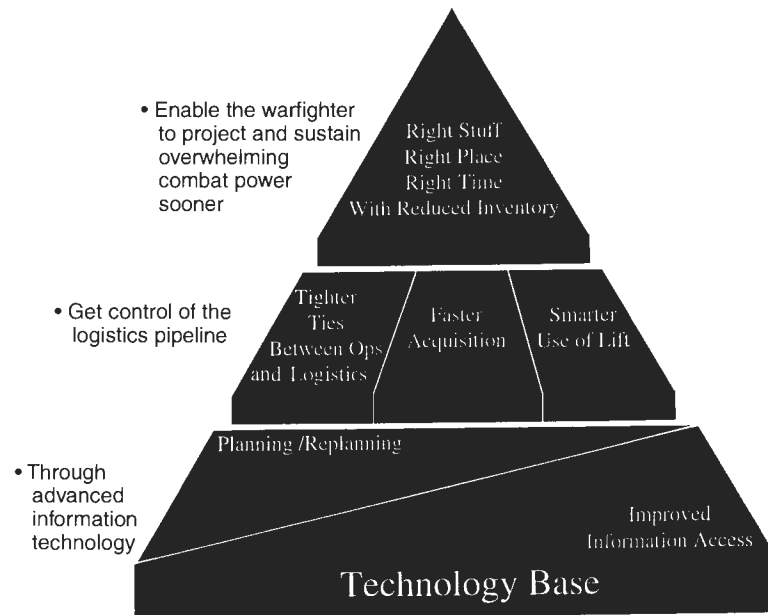 • Enable the warfighter
to project and sustain
overwhelming
combat power
sooner
Right Stuff
Right Place
Right Time
With Reduced Inventory
• Get control of the
logistics pipeline
Tighter
Ties
Between Ops
and Logistics
Faster
Acquisition
Smarter
Use of Lift
• Through
advanced
information
technology
Planning /Replanning
Improved
Information Access
Technology Base